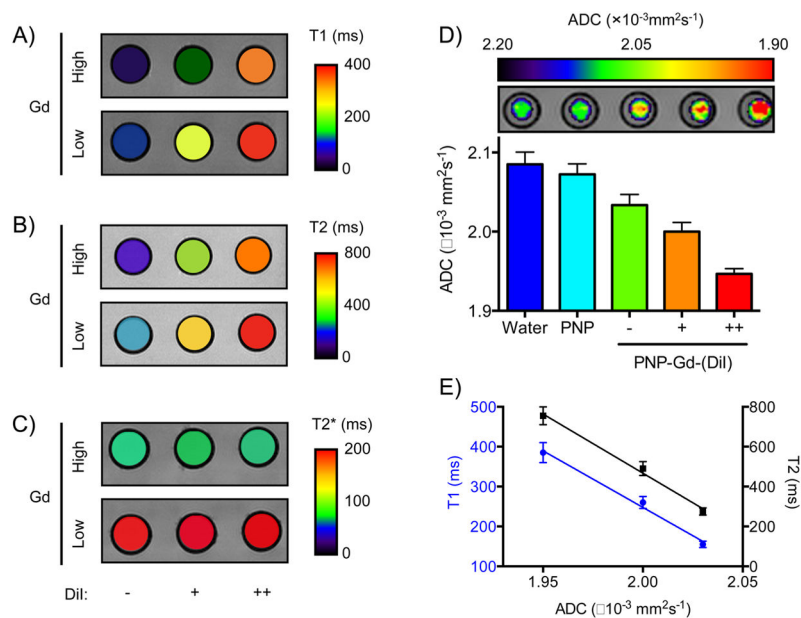 A)
T1 (ms)
High
Low
Gd
400
200
0
B)
T2 (ms)
High
Low
Gd
800
400
0
C)
T2* (ms)
High
Low
Gd
200
100
0
Dil: - + ++
D)
ADC (×10-3mm2s-1)
2.20 2.05 1.90
ADC (□10-3 mm2s-1)
2.1
2.0
1.9
Water PNP - + ++
PNP-Gd-(Dil)
E)
T1 (ms)
500
400
300
200
100
800
600
400
200
0
T2 (ms)
1.95 2.00 2.05
ADC (□10-3 mm2s-1)